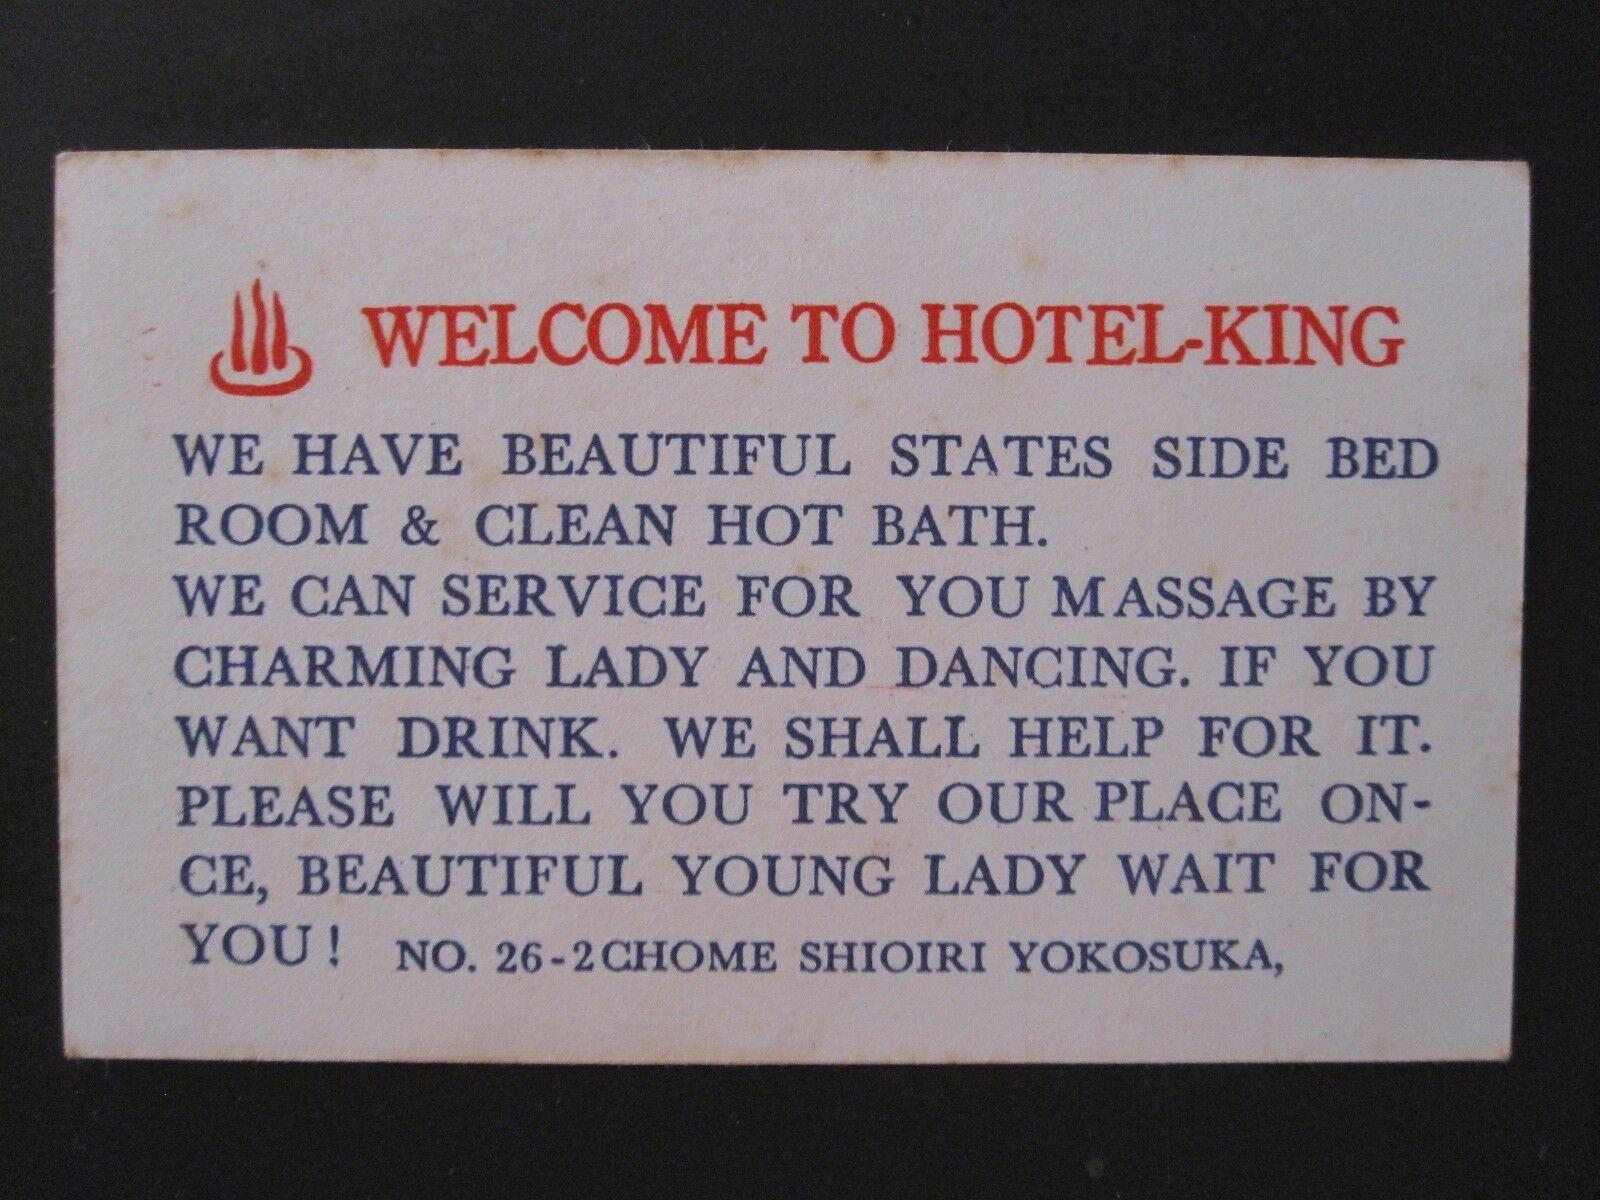 WELCOME TO HOTEL-KING
WE HAVE BEAUTIFUL STATES SIDE BED
ROOM & CLEAN HOT BATH.
WE CAN SERVICE FOR YOU MASSAGE BY
CHARMING LADY AND DANCING. IF YOU
WANT DRINK. WE SHALL HELP FOR IT.
PLEASE WILL YOU TRY OUR PLACE ON-
CE, BEAUTIFUL YOUNG LADY WAIT FOR
YOU! NO. 26-2CHOME SHIOIRI YOKOSUKA,